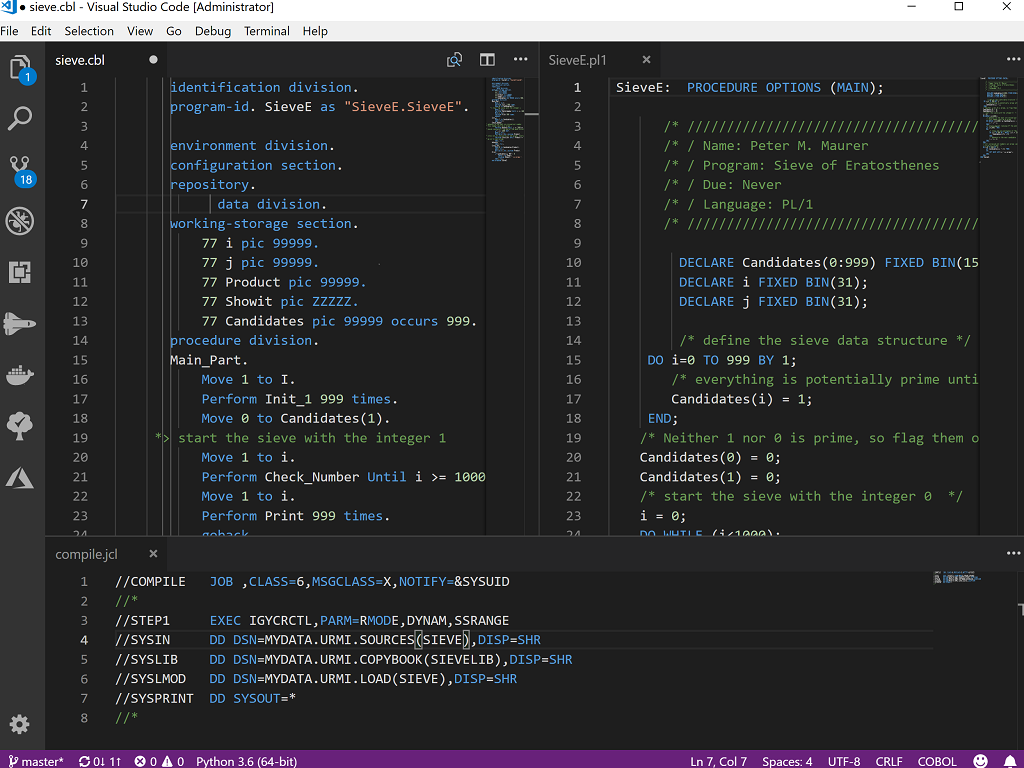 sieve.cbl - Visual Studio Code [Administrator]
File Edit Selection View Go Debug Terminal Help
1
18
sieve.cbl
1 identification division.
2 program-id. SieveE as "SieveE.SieveE".
3
4 environment division.
5 configuration section.
6 repository.
7 data division.
8 working-storage section.
9 77 i pic 99999.
10 77 j pic 99999.
11 77 Product pic 99999.
12 77 Showit pic ZZZZZ.
13 77 Candidates pic 99999 occurs 999.
14 procedure division.
15 Main_Part.
16 Move 1 to I.
17 Perform Init_1 999 times.
18 Move 0 to Candidates(1).
19 *> start the sieve with the integer 1
20 Move 1 to i.
21 Perform Check_Number Until i >= 1000
22 Move 1 to i.
23 Perform Print 999 times.
24 goback
SieveE.pl1
1 SieveE: PROCEDURE OPTIONS (MAIN);
2
3 /* /////////////////////////////////////
4 /* / Name: Peter M. Maurer
5 /* / Program: Sieve of Eratosthenes
6 /* / Due: Never
7 /* / Language: PL/1
8 /* /////////////////////////////////////
9
10 DECLARE Candidates(0:999) FIXED BIN(15
11 DECLARE i FIXED BIN(31);
12 DECLARE j FIXED BIN(31);
13
14 /* define the sieve data structure */
15 DO i=0 TO 999 BY 1;
16 /* everything is potentially prime unti
17 Candidates(i) = 1;
18 END;
19 /* Neither 1 nor 0 is prime, so flag them o
20 Candidates(0) = 0;
21 Candidates(1) = 0;
22 /* start the sieve with the integer 0 */
23 i = 0;
24 DO WHILE (i<1000);
compile.jcl
1 //COMPILE JOB ,CLASS=6,MSGCLASS=X,NOTIFY=&SYSUID
2 //*
3 //STEP1 EXEC IGYCRCTL,PARM=RMODE,DYNAM,SSRANGE
4 //SYSIN DD DSN=MYDATA.URMI.SOURCES(SIEVE),DISP=SHR
5 //SYSLIB DD DSN=MYDATA.URMI.COPYBOOK(SIEVELIB),DISP=SHR
6 //SYSLMOD DD DSN=MYDATA.URMI.LOAD(SIEVE),DISP=SHR
7 //SYSPRINT DD SYSOUT=*
8 //*
master* 0↓ 1↑ 0 0 Python 3.6 (64-bit) Ln 7, Col 7 Spaces: 4 UTF-8 CRLF COBOL